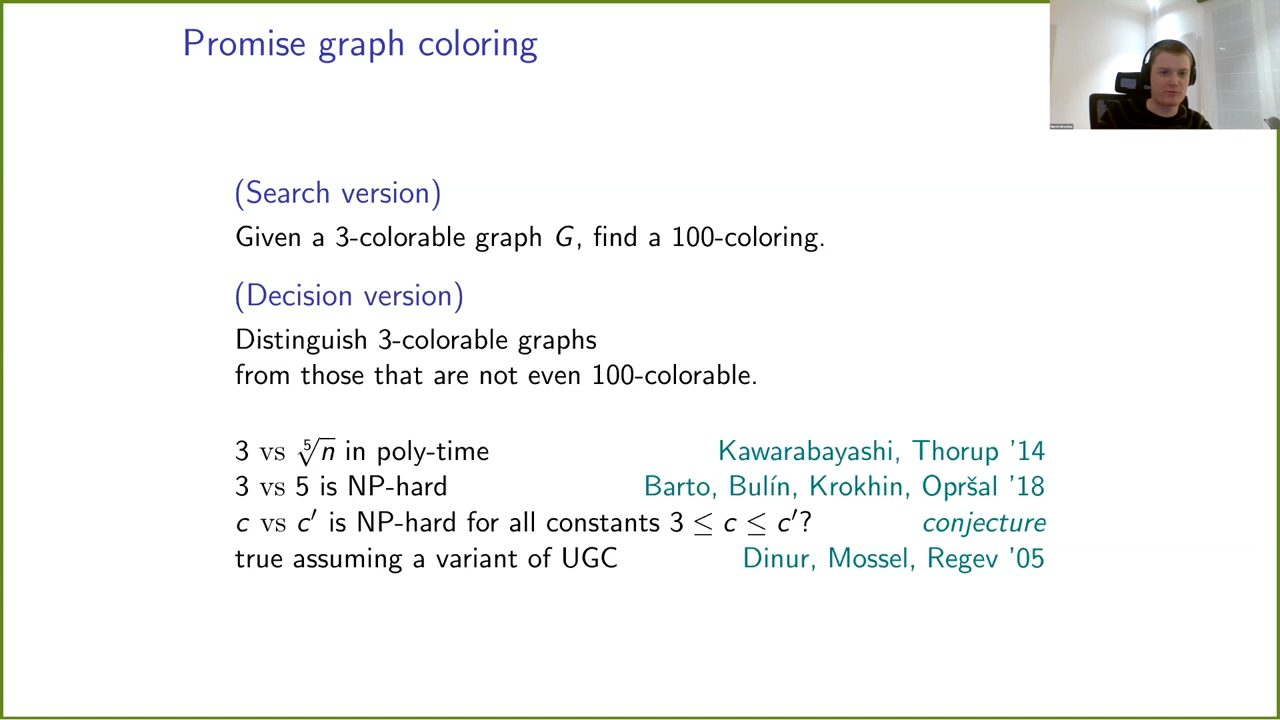 Promise graph coloring
(Search version)
Given a 3-colorable graph G, find a 100-coloring.
(Decision version)
Distinguish 3-colorable graphs
from those that are not even 100-colorable.
3 vs ⁵√n in poly-time Kawarabayashi, Thorup '14
3 vs 5 is NP-hard Barto, Bulín, Krokhin, Opršal '18
c vs c′ is NP-hard for all constants 3 ≤ c ≤ c′? conjecture
true assuming a variant of UGC Dinur, Mossel, Regev '05